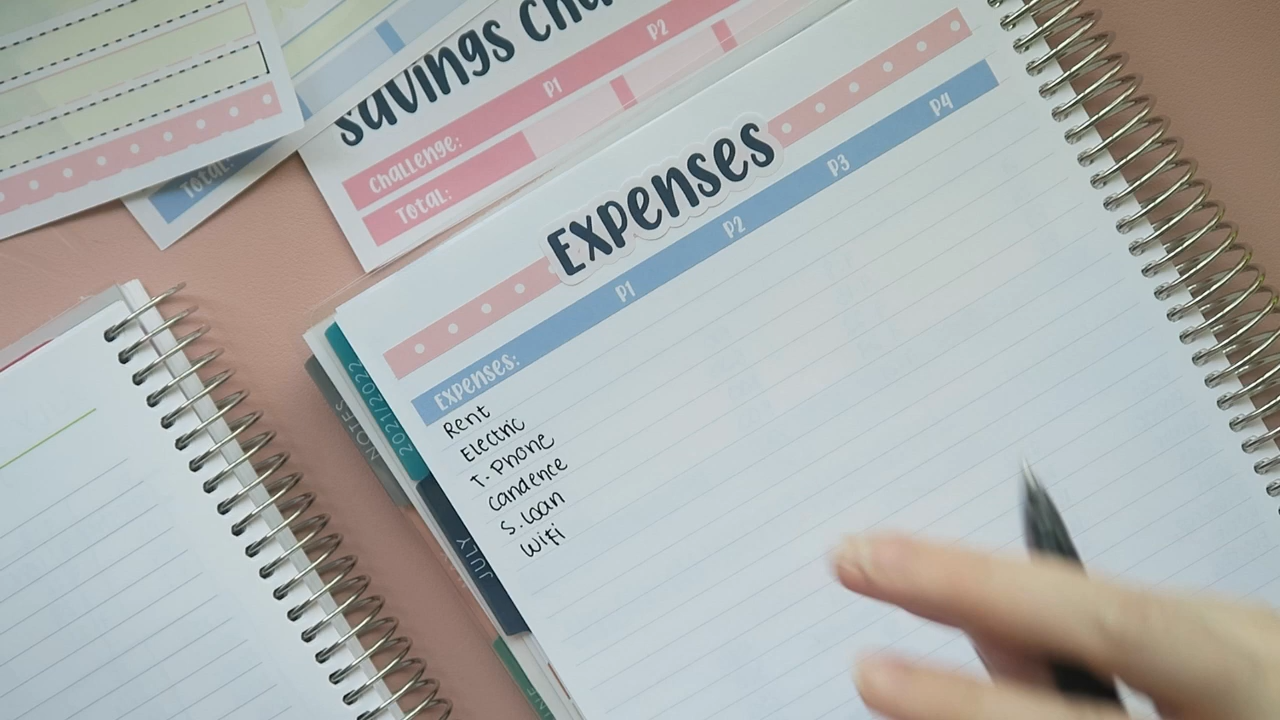 savings
P1 P2
Challenge:
Total:
Total:
Expenses
Expenses: P1 P2 P3 P4
Rent
Electric
T. Phone
candence
S. Loan
Wifi
NOTES
2021/2022
JULY